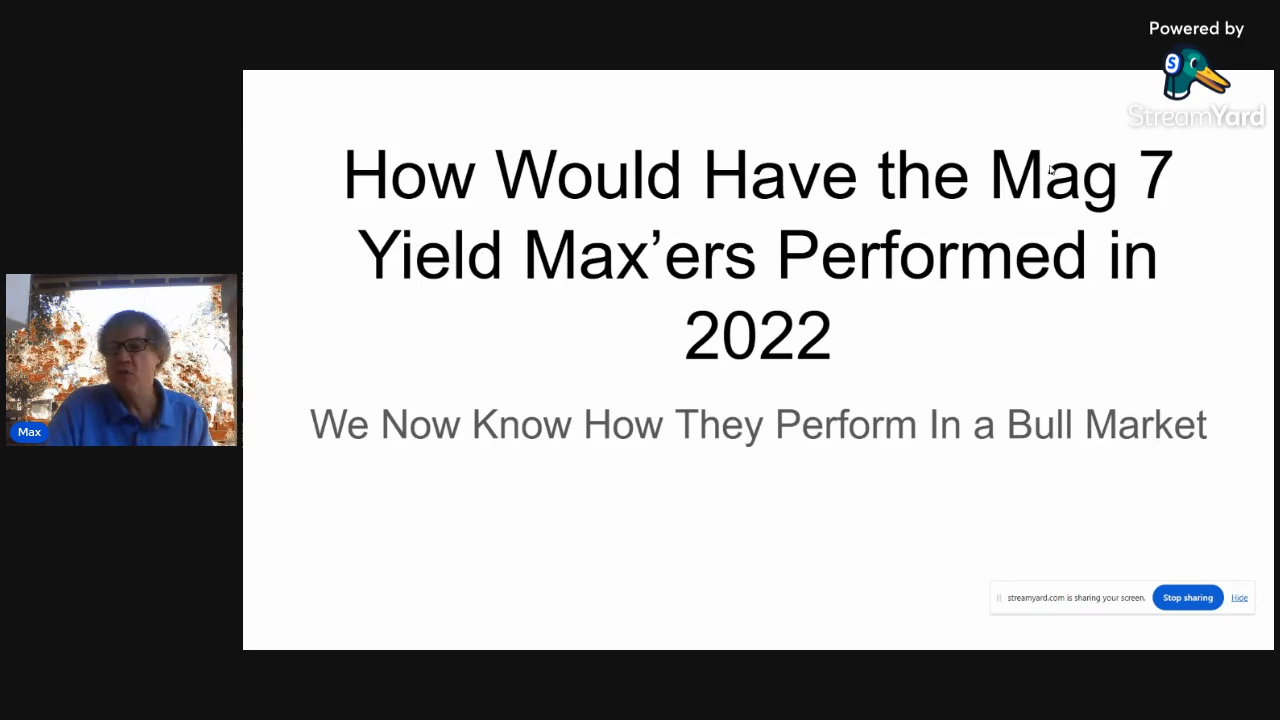 Powered by
StreamYard
How Would Have the Mag 7
Yield Max’ers Performed in
2022
We Now Know How They Perform In a Bull Market
Max
streamyard.com is sharing your screen.
Stop sharing
Hide